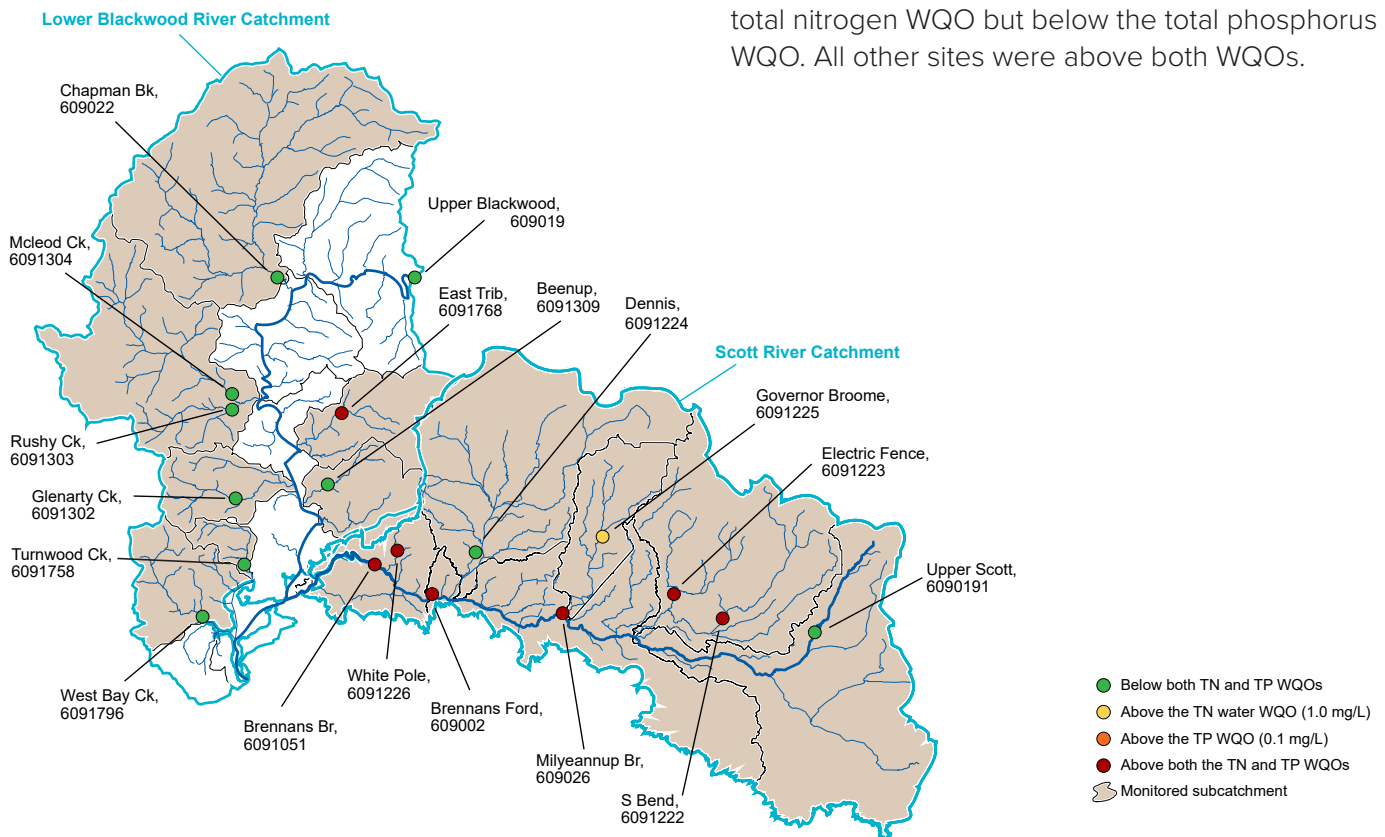 total nitrogen WQO but below the total phosphorus
WQO. All other sites were above both WQOs.
Lower Blackwood River Catchment
Chapman Bk,
609022
Upper Blackwood,
609019
Mcleod Ck,
6091304
East Trib,
6091768
Beenup,
6091309
Dennis,
6091224
Scott River Catchment
Governor Broome,
6091225
Electric Fence,
6091223
Rushy Ck,
6091303
Glenarty Ck,
6091302
Turnwood Ck,
6091758
Upper Scott,
6090191
West Bay Ck,
6091796
Brennans Br,
6091051
White Pole,
6091226
Brennans Ford,
609002
Milyeannup Br,
609026
S Bend,
6091222
Below both TN and TP WQOs
Above the TN water WQO (1.0 mg/L)
Above the TP WQO (0.1 mg/L)
Above both the TN and TP WQOs
Monitored subcatchment